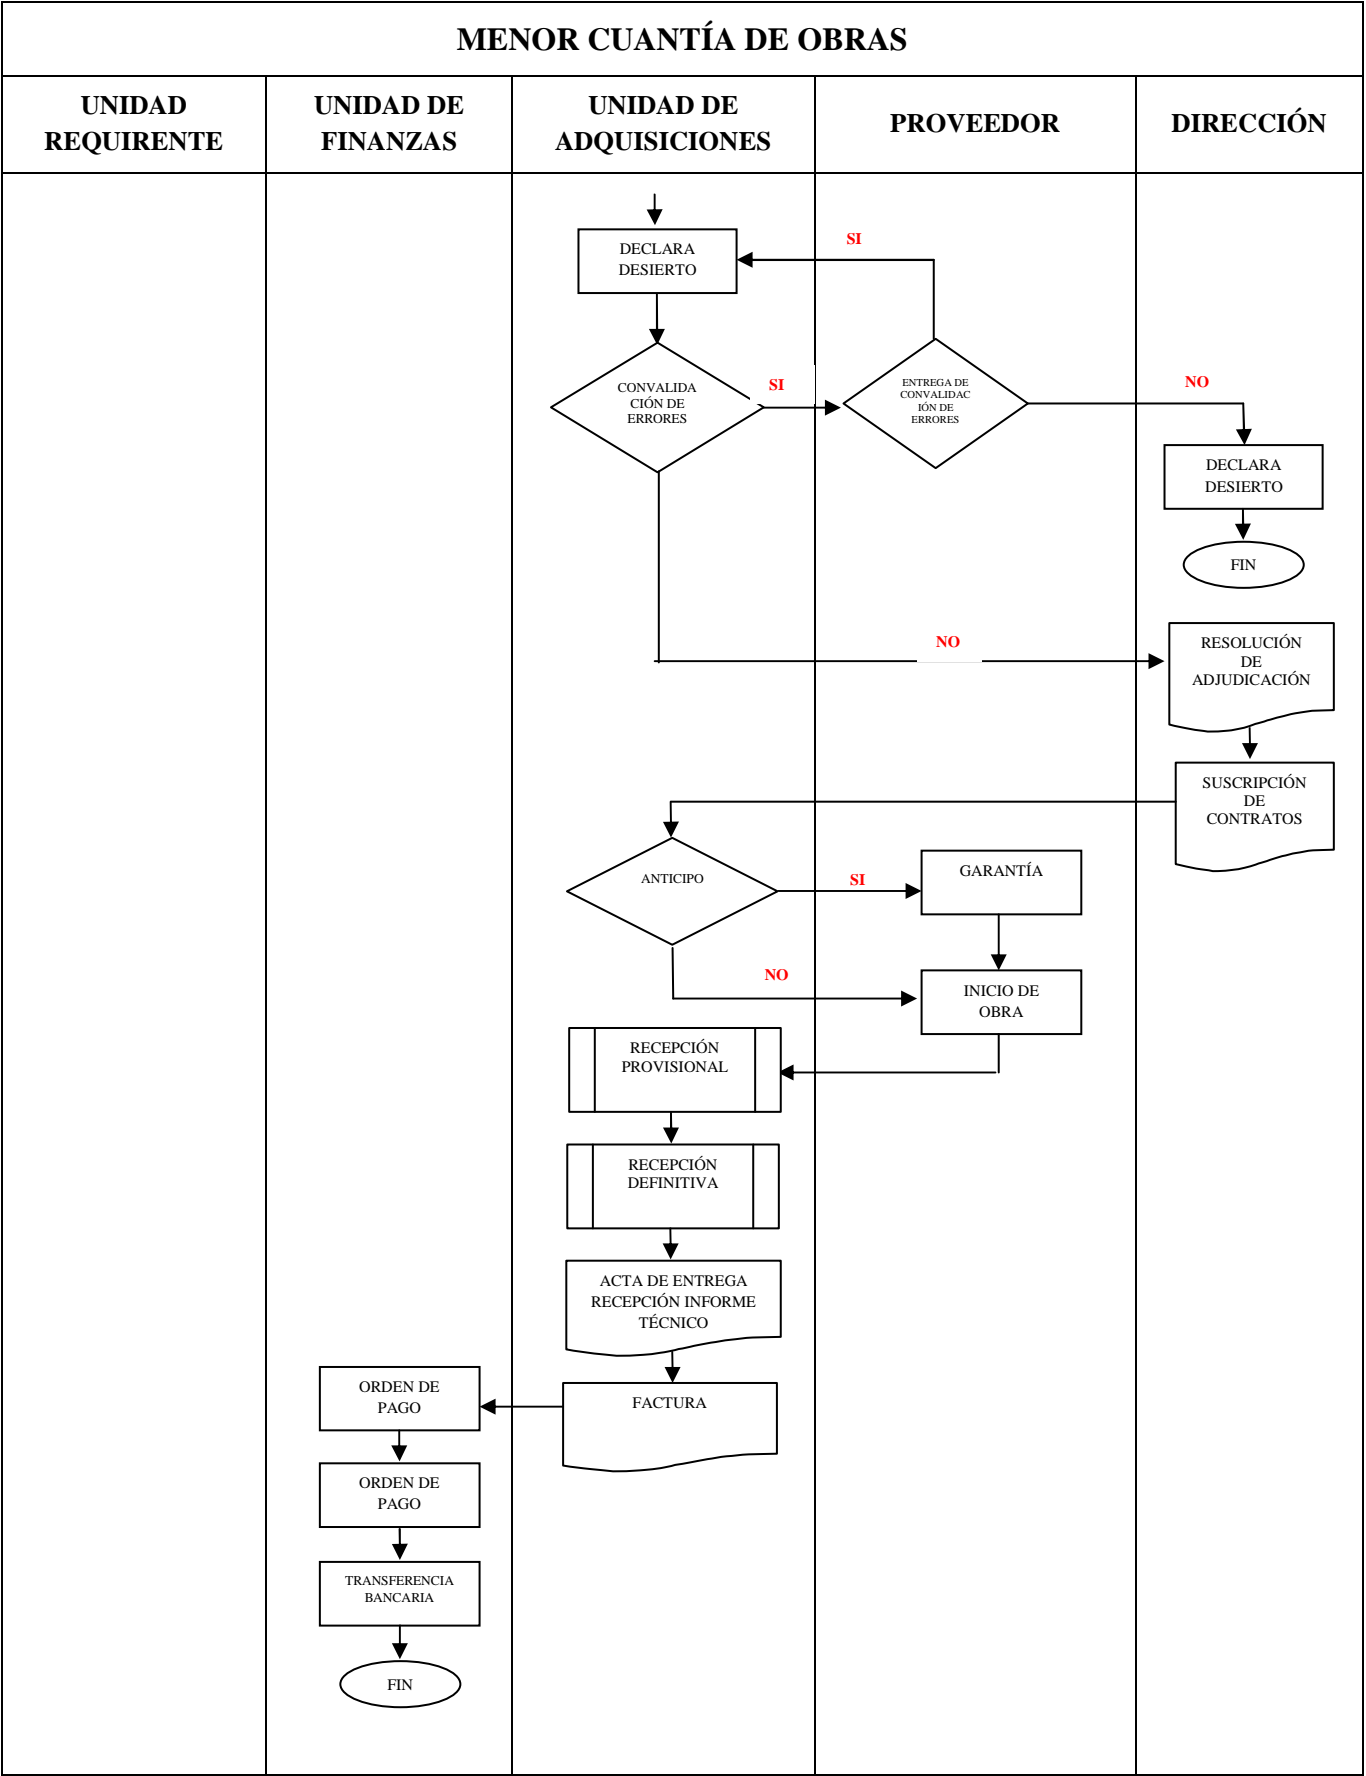 MENOR CUANTÍA DE OBRAS
UNIDAD
REQUIRENTE
UNIDAD DE
FINANZAS
UNIDAD DE
ADQUISICIONES
PROVEEDOR
DIRECCIÓN
DECLARA
DESIERTO
SI
CONVALIDA
CIÓN DE
ERRORES
SI
ENTREGA DE
CONVALIDAC
IÓN DE
ERRORES
NO
DECLARA
DESIERTO
FIN
NO
RESOLUCIÓN
DE
ADJUDICACIÓN
SUSCRIPCIÓN
DE
CONTRATOS
ANTICIPO
SI
GARANTÍA
NO
INICIO DE
OBRA
RECEPCIÓN
PROVISIONAL
RECEPCIÓN
DEFINITIVA
ACTA DE ENTREGA
RECEPCIÓN INFORME
TÉCNICO
FACTURA
ORDEN DE
PAGO
ORDEN DE
PAGO
TRANSFERENCIA
BANCARIA
FIN